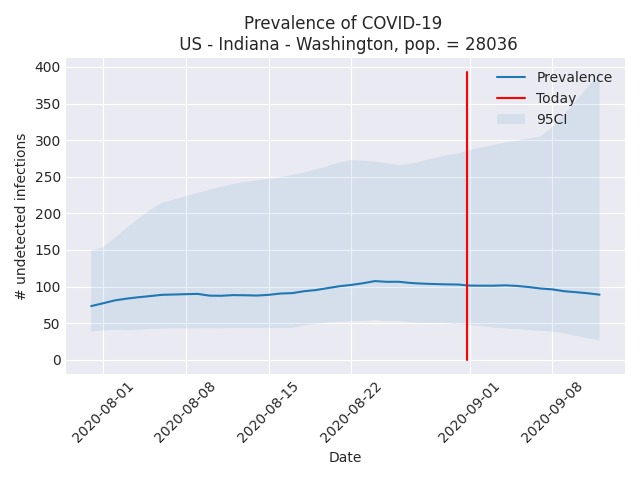 Prevalence of COVID-19
US - Indiana - Washington, pop. = 28036
400
350
300
250
200
150
100
50
0
# undetected infections
Prevalence
Today
95CI
2020-08-01
2020-08-08
2020-08-15
2020-08-22
2020-09-01
2020-09-08
Date